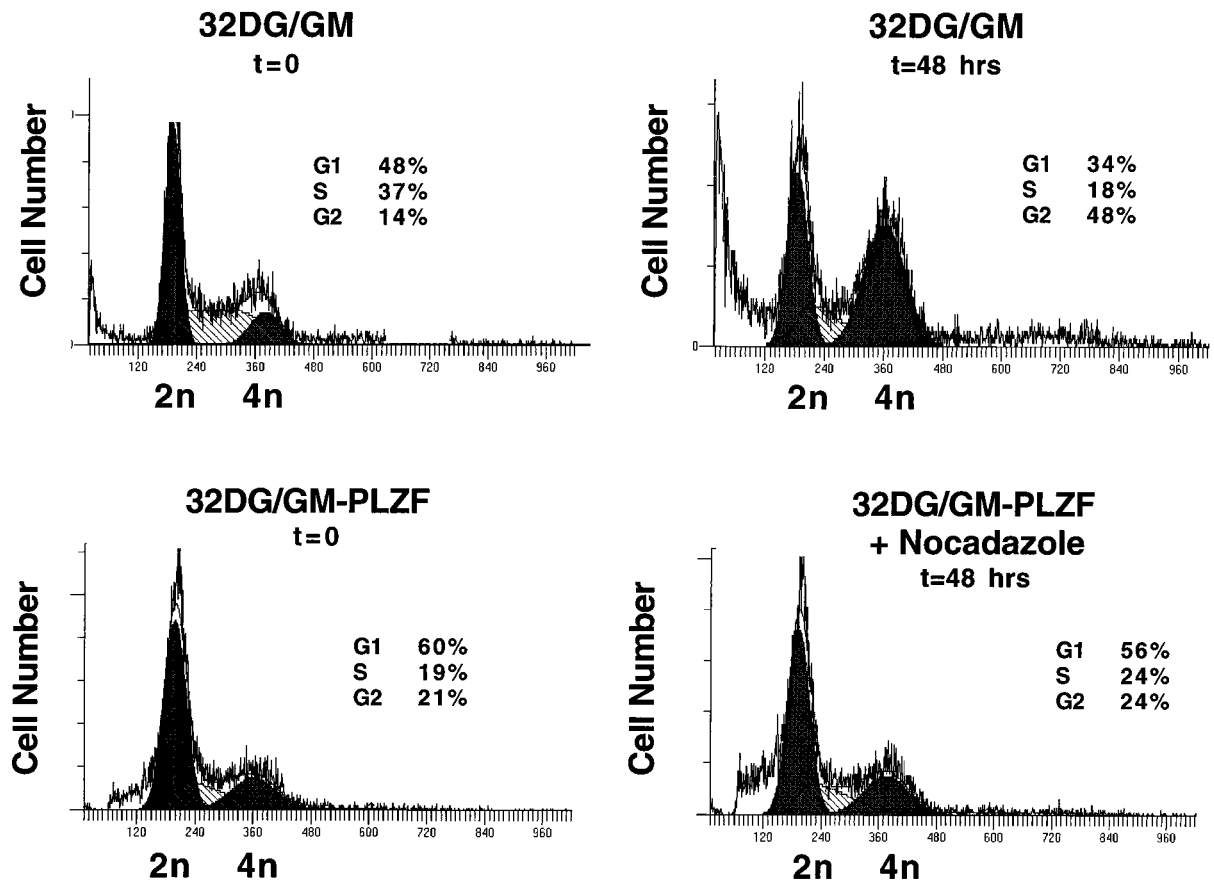 32DG/GM
t=0
Cell Number
G1 48%
S 37%
G2 14%
120 240 360 480 600 720 840 960
2n 4n
32DG/GM
t=48 hrs
Cell Number
G1 34%
S 18%
G2 48%
0
120 240 360 480 600 720 840 960
2n 4n
32DG/GM-PLZF
t=0
Cell Number
G1 60%
S 19%
G2 21%
120 240 360 480 600 720 840 960
2n 4n
32DG/GM-PLZF
+ Nocadazole
t=48 hrs
Cell Number
G1 56%
S 24%
G2 24%
120 240 360 480 600 720 840 960
2n 4n